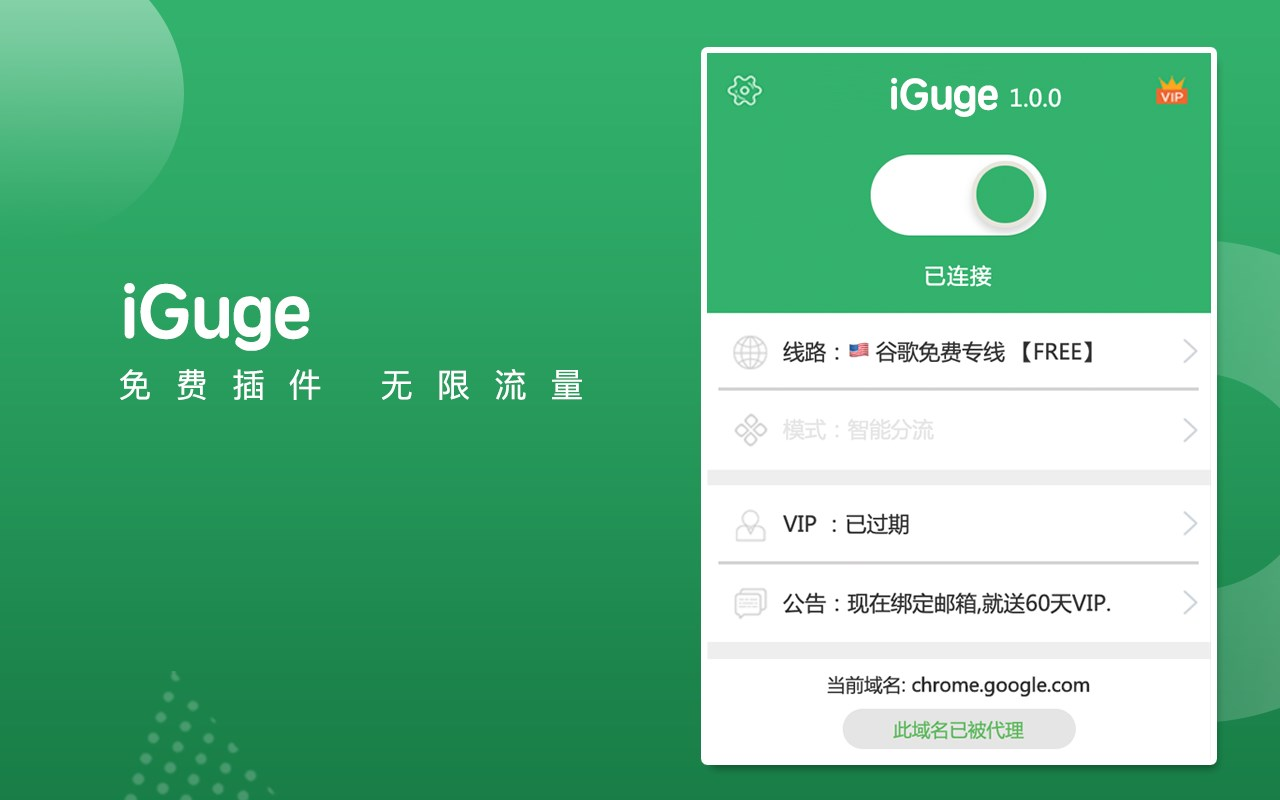 iGuge
免费插件 无限流量
iGuge 1.0.0
VIP
已连接
线路：🇺🇸 谷歌免费专线 【FREE】
模式：智能分流
VIP ：已过期
公告：现在绑定邮箱,就送60天VIP.
当前域名: chrome.google.com
此域名已被代理